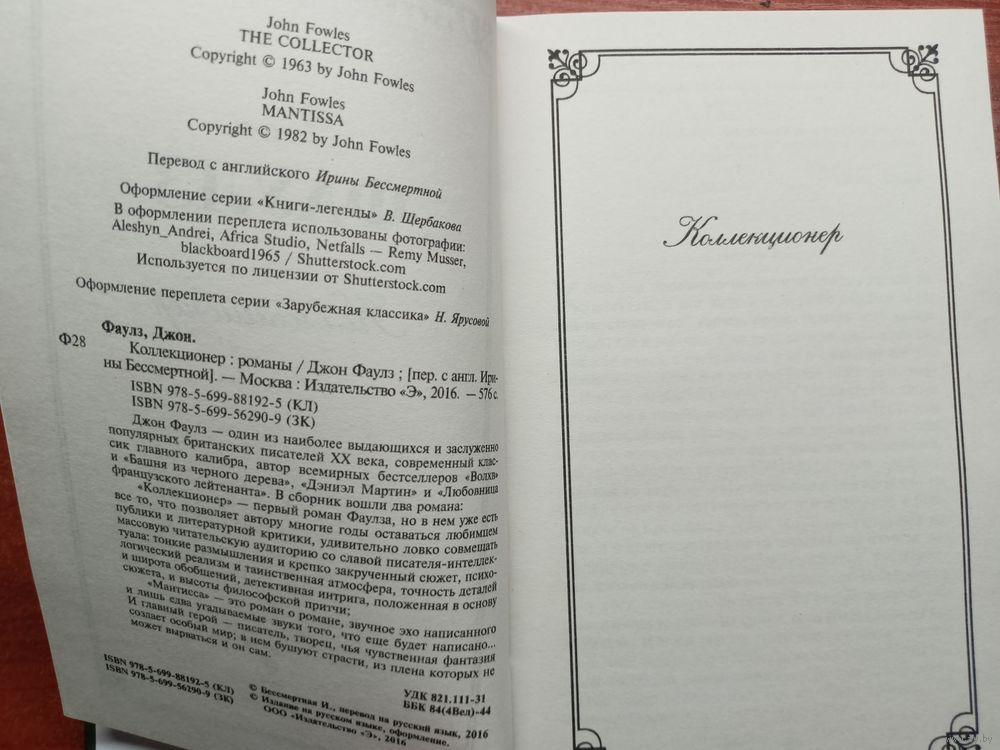 John Fowles
THE COLLECTOR
Copyright © 1963 by John Fowles
John Fowles
MANTISSA
Copyright © 1982 by John Fowles
Перевод с английского Ирины Бессмертной
Оформление серии «Книги-легенды» В. Щербакова
В оформлении переплета использованы фотографии:
Aleshyn_Andrei, Africa Studio, Netfalls — Remy Musser,
blackboard1965 / Shutterstock.com
Используется по лицензии от Shutterstock.com
Оформление переплета серии «Зарубежная классика» Н. Ярусовой
Фаулз, Джон.
Ф28
Коллекционер : романы / Джон Фаулз ; [пер. с англ. Ири-
ны Бессмертной]. — Москва : Издательство «Э», 2016. — 576 с.
ISBN 978-5-699-88192-5 (КЛ)
ISBN 978-5-699-56290-9 (ЗК)
Джон Фаулз — один из наиболее выдающихся и заслуженно
популярных британских писателей XX века, современный клас-
сик главного калибра, автор всемирных бестселлеров «Волхв»
и «Башня из черного дерева», «Дэниэл Мартин» и «Любовница
французского лейтенанта». В сборник вошли два романа:
«Коллекционер» — первый роман Фаулза, но в нем уже есть
все то, что позволяет автору многие годы оставаться любимцем
публики и литературной критики, удивительно ловко совмещать
массовую читательскую аудиторию со славой писателя-интеллек-
туала: тонкие размышления и крепко закрученный сюжет, психо-
логический реализм и таинственная атмосфера, точность деталей
и широта обобщений, детективная интрига, положенная в основу
сюжета, и высоты философской притчи;
«Мантисса» — это роман о романе, звучное эхо написанного
и лишь едва угадываемые звуки того, что еще будет написано...
И главный герой — писатель, творец, чья чувственная фантазия
создает особый мир; в нем бушуют страсти, из плена которых не
может вырваться и он сам.
УДК 821.111-31
ББК 84(4Вел)-44
ISBN 978-5-699-88192-5 (КЛ)
ISBN 978-5-699-56290-9 (ЗК)
© Бессмертная И., перевод на русский язык, 2016
© Издание на русском языке, оформление.
ООО «Издательство «Э», 2016
Коллекционер